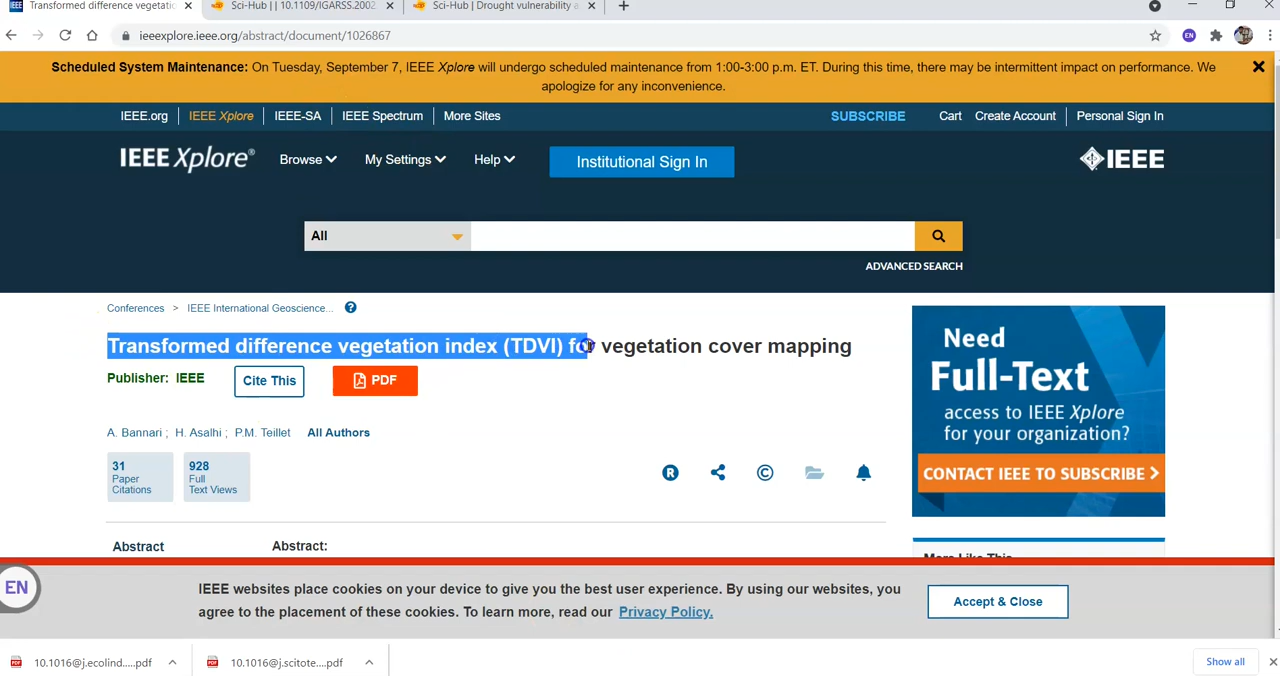 Transformed difference vegetatio
Sci-Hub | | 10.1109/IGARSS.2002.
Sci-Hub | Drought vulnerability a
ieeexplore.ieee.org/abstract/document/1026867
EN
Scheduled System Maintenance: On Tuesday, September 7, IEEE Xplore will undergo scheduled maintenance from 1:00-3:00 p.m. ET. During this time, there may be intermittent impact on performance. We
apologize for any inconvenience.
IEEE.org IEEE Xplore IEEE-SA IEEE Spectrum More Sites SUBSCRIBE Cart Create Account Personal Sign In
IEEE Xplore® Browse My Settings Help Institutional Sign In IEEE
All
ADVANCED SEARCH
Conferences > IEEE International Geoscience... ?
Transformed difference vegetation index (TDVI) for vegetation cover mapping
Publisher: IEEE Cite This PDF
A. Bannari ; H. Asalhi ; P.M. Teillet All Authors
31
Paper
Citations
928
Full
Text Views
R ©
Need
Full-Text
access to IEEE Xplore
for your organization?
CONTACT IEEE TO SUBSCRIBE >
Abstract
Abstract:
More Like This
EN
IEEE websites place cookies on your device to give you the best user experience. By using our websites, you
agree to the placement of these cookies. To learn more, read our Privacy Policy.
Accept & Close
10.1016@j.ecolind.....pdf
10.1016@j.scitote....pdf
Show all